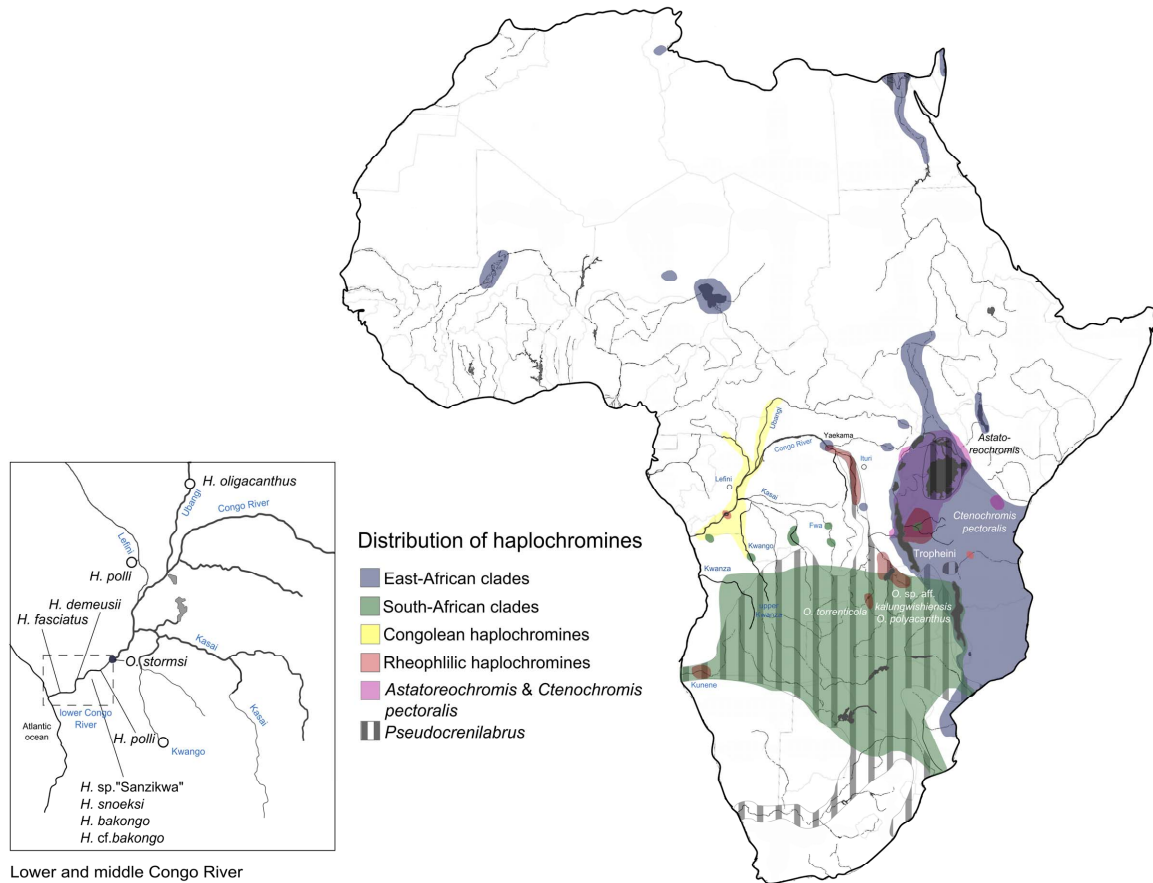 H. oligacanthus
Ubangi
Congo River
Lefini
H. polli
H. demeusii
H. fasciatus
Kasai
O. stormsi
lower Congo
River
Atlantic
ocean
H. polli
Kwango
Kasai
H. sp."Sanzikwa"
H. snoeksi
H. bakongo
H. cf.bakongo
Lower and middle Congo River
Distribution of haplochromines
East-African clades
South-African clades
Congolean haplochromines
Rheophlilic haplochromines
Astatoreochromis & Ctenochromis
pectoralis
Pseudocrenilabrus
Ubangi
Congo River
Yaekama
Ituri
Lefini
Kasai
Fwa
Kwango
Kwanza
upper
Kunene
Astato-
reochromis
Ctenochromis
pectoralis
Tropheini
O. torrenticola
O. sp. aff.
kalungwishiensis
O. polyacanthus